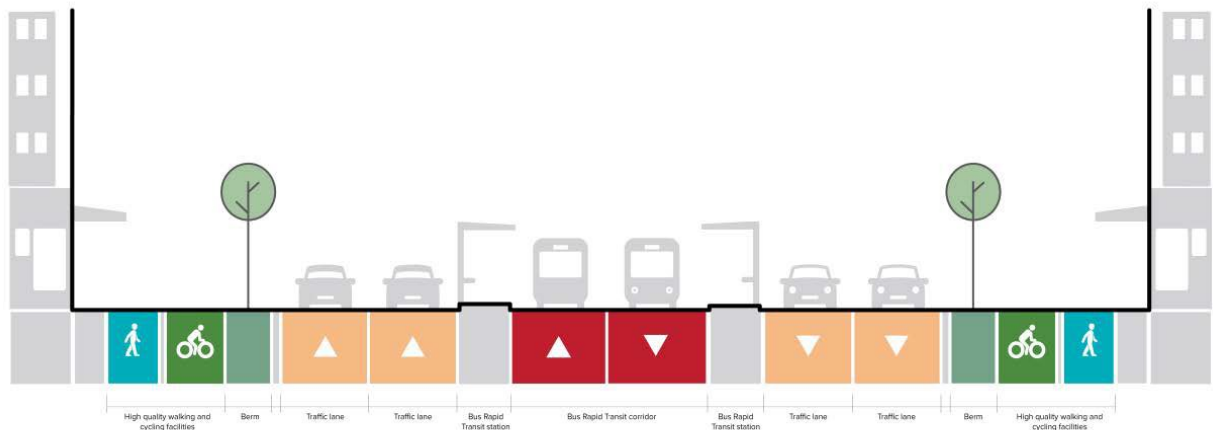 High quality walking and
cycling facilities
Berm
Traffic lane
Traffic lane
Bus Rapid
Transit station
Bus Rapid Transit corridor
Bus Rapid
Transit station
Traffic lane
Traffic lane
Berm
High quality walking and
cycling facilities